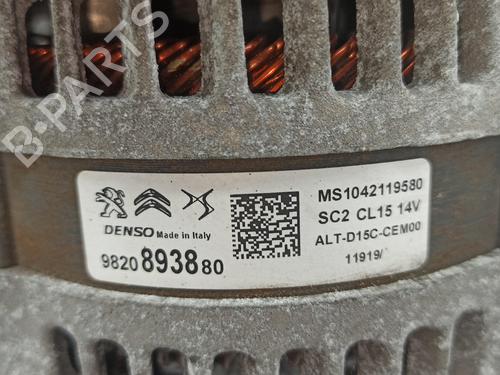 B-PARTS
DENSO Made in Italy
9820893880
MS1042119580
SC2 CL15 14V
ALT-D15C-CEM00
11919/